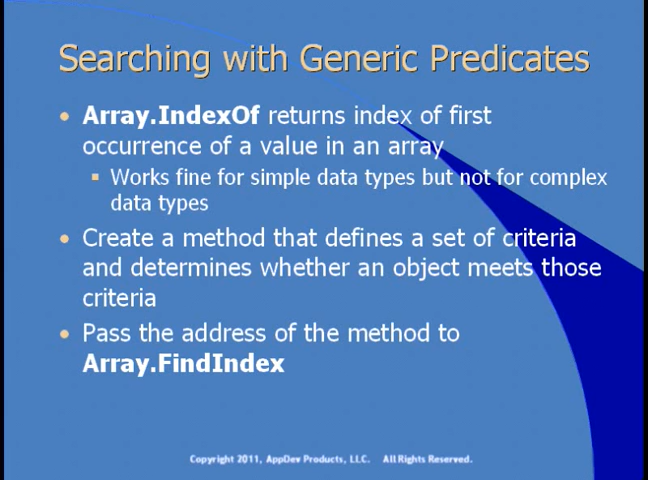 Searching with Generic Predicates
• Array.IndexOf returns index of first
occurrence of a value in an array
▪ Works fine for simple data types but not for complex
data types
• Create a method that defines a set of criteria
and determines whether an object meets those
criteria
• Pass the address of the method to
Array.FindIndex
Copyright 2011, AppDev Products, LLC. All Rights Reserved.